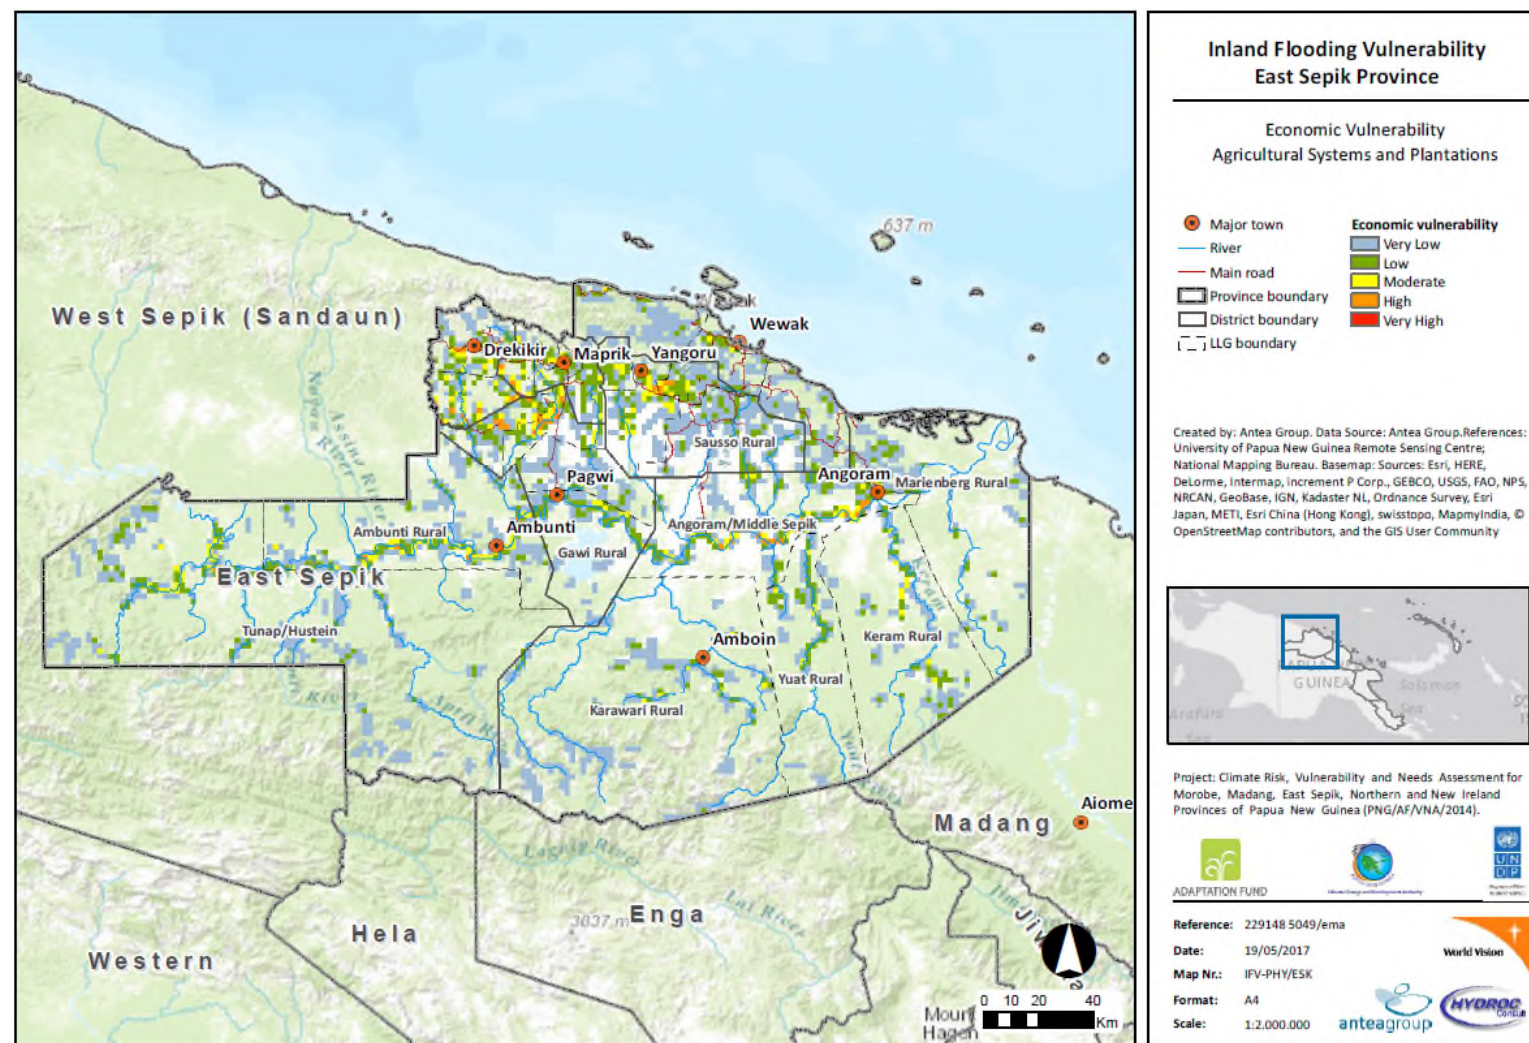 637 m
West Sepik (Sandaun)
Wewak
Drekikir
Maprik
Yangoru
Sausso Rural
Pagwi
Angoram
Marienberg Rural
Ambunti
Ambunti Rural
Angoram/Middle Sepik
Gawi Rural
East Sepik
Keram
Tunap/Hustein
Amboin
Keram Rural
Yuat Rural
Karawari Rural
Aiome
Madang
Enga
Hela
Western
Mount
Hagen
0 10 20 40
Km
Inland Flooding Vulnerability
East Sepik Province
Economic Vulnerability
Agricultural Systems and Plantations
Major town
River
Main road
Province boundary
District boundary
LLG boundary
Economic vulnerability
Very Low
Low
Moderate
High
Very High
Created by: Antea Group. Data Source: Antea Group.References:
University of Papua New Guinea Remote Sensing Centre;
National Mapping Bureau. Basemap: Sources: Esri, HERE,
DeLorme, Intermap, increment P Corp., GEBCO, USGS, FAO, NPS,
NRCAN, GeoBase, IGN, Kadaster NL, Ordnance Survey, Esri
Japan, METI, Esri China (Hong Kong), swisstopo, MapmyIndia, ©
OpenStreetMap contributors, and the GIS User Community
GUINEA
Solomon
Sea
Project: Climate Risk, Vulnerability and Needs Assessment for
Morobe, Madang, East Sepik, Northern and New Ireland
Provinces of Papua New Guinea (PNG/AF/VNA/2014).
af
ADAPTATION FUND
UN
DP
Reference: 229148 5049/ema
Date: 19/05/2017
Map Nr.: IFV-PHY/ESK
Format: A4
Scale: 1:2.000.000
World Vision
anteagroup
HYDROC
Consult